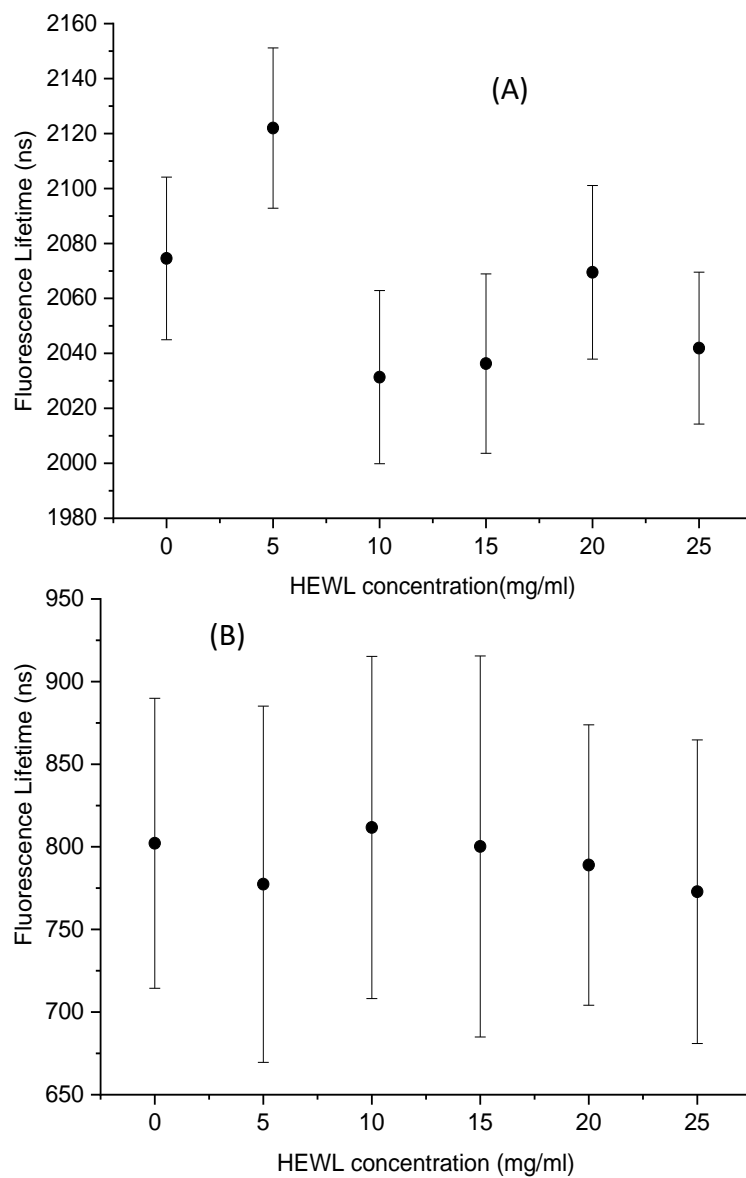 2160
2140
2120
2100
2080
2060
2040
2020
2000
1980
Fluorescence Lifetime (ns)
(A)
0 5 10 15 20 25
HEWL concentration(mg/ml)
950
900
850
800
750
700
650
Fluorescence Lifetime (ns)
(B)
0 5 10 15 20 25
HEWL concentration (mg/ml)